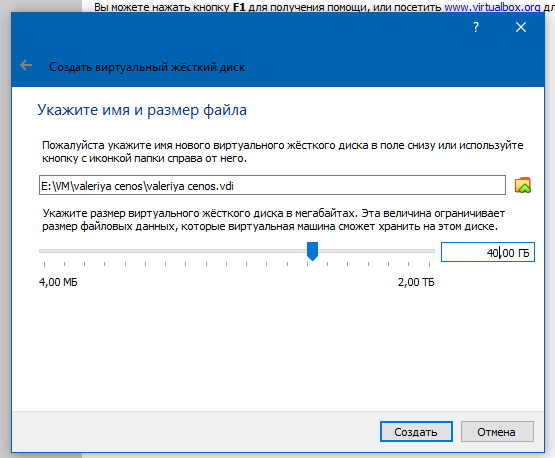 Вы можете нажать кнопку F1 для получения помощи, или посетить www.virtualbox.org дл
?
Создать виртуальный жёсткий диск
Укажите имя и размер файла
Пожалуйста укажите имя нового виртуального жёсткого диска в поле снизу или используйте
кнопку с иконкой папки справа от него.
E:\VM\valeriya cenos\valeriya cenos.vdi
Укажите размер виртуального жёсткого диска в мегабайтах. Эта величина ограничивает
размер файловых данных, которые виртуальная машина сможет хранить на этом диске.
40,00 ГБ
4,00 МБ 2,00 ТБ
Создать Отмена